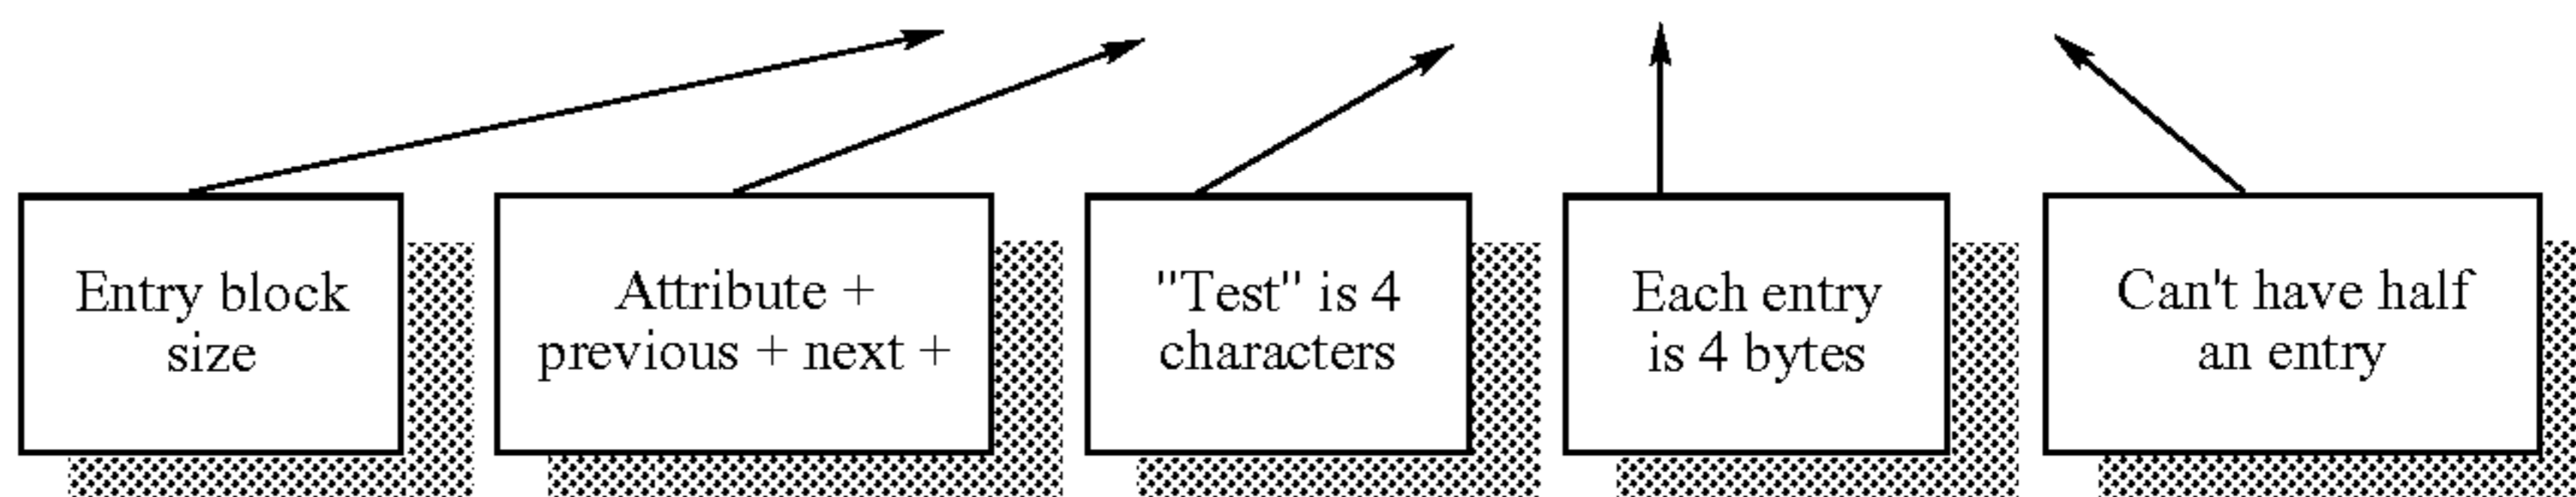 Entry block
size
Attribute +
previous + next +
"Test" is 4
characters
Each entry
is 4 bytes
Can't have half
an entry